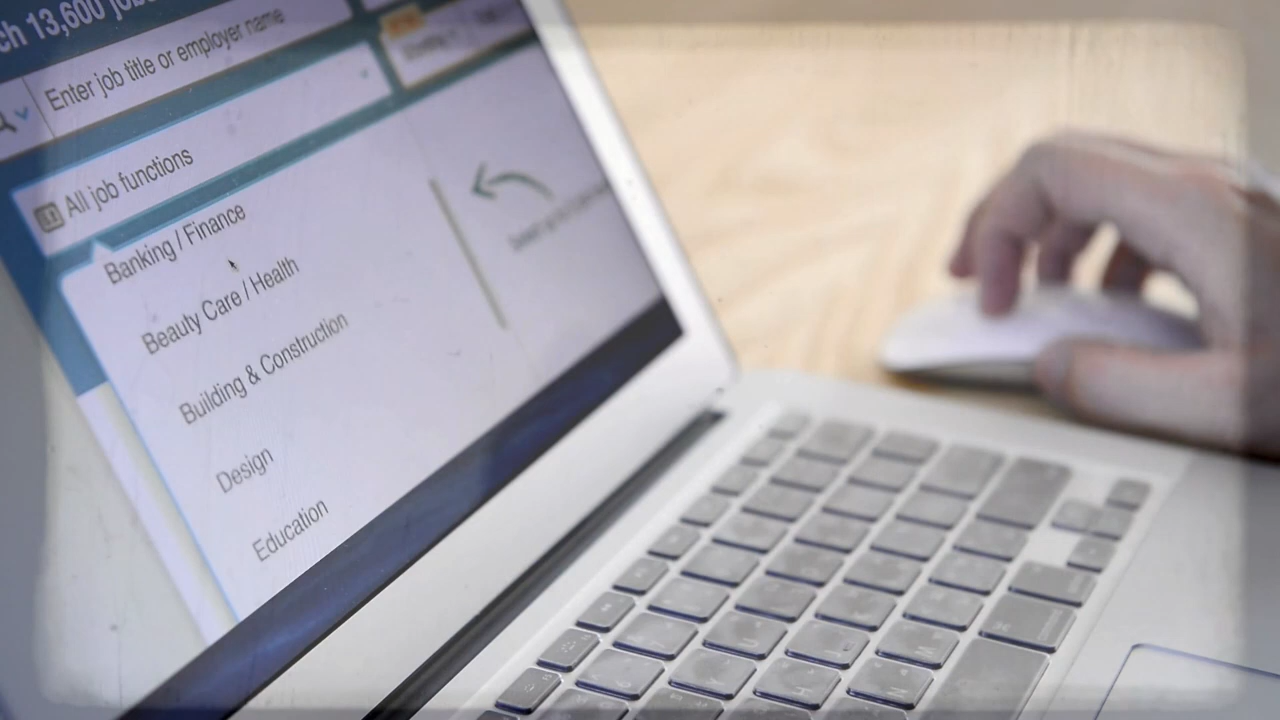 ch 13,600 jobs
Enter job title or employer name
All job functions
Banking / Finance
Beauty Care / Health
Building & Construction
Design
Education